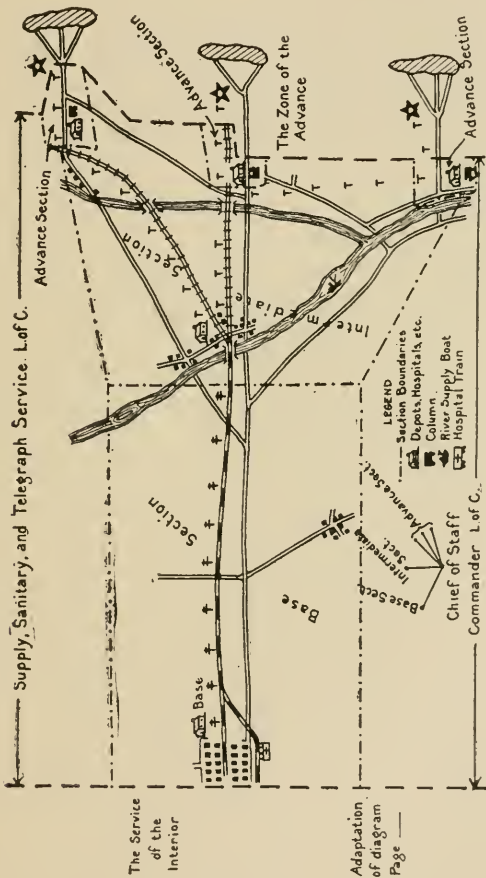 Supply, Sanitary, and Telegraph Service. L. of C.
Advance Section
Advance Section
The Zone of the
Advance
Advance Section
Intermediate
Section
Section
Base
Base
The Service
of the
Interior
LEGEND
Section Boundaries
Depots, Hospitals, etc.
Column
River Supply Boat
Hospital Train
Base Sect.
Intermediate
Sect.
Advance Sect.
Chief of Staff
Commander L. of C.
Adaptation
of diagram
Page
T T T T T T T T T T T T T T T